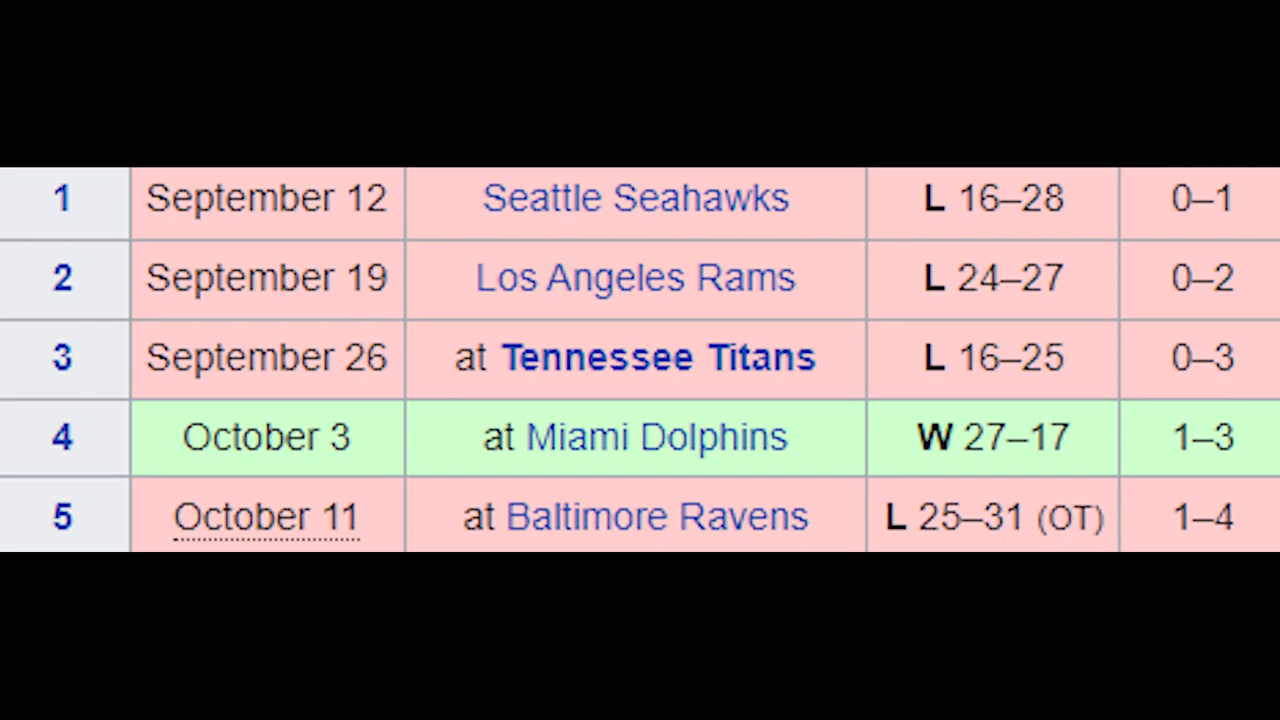 1 September 12 Seattle Seahawks L 16–28 0–1
2 September 19 Los Angeles Rams L 24–27 0–2
3 September 26 at Tennessee Titans L 16–25 0–3
4 October 3 at Miami Dolphins W 27–17 1–3
5 October 11 at Baltimore Ravens L 25–31 (OT) 1–4